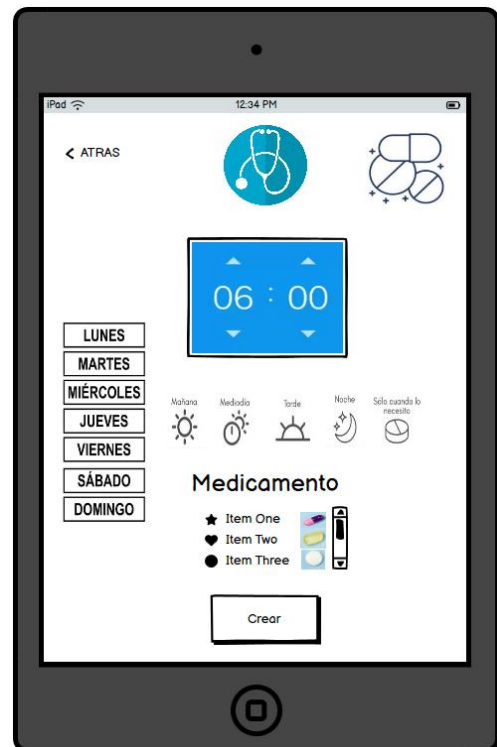 iPad 12:34 PM
< ATRAS
06 : 00
LUNES
MARTES
MIÉRCOLES
JUEVES
VIERNES
SÁBADO
DOMINGO
Mañana Mediodía Tarde Noche Sólo cuando lo
necesito
Medicamento
Item One
Item Two
Item Three
Crear